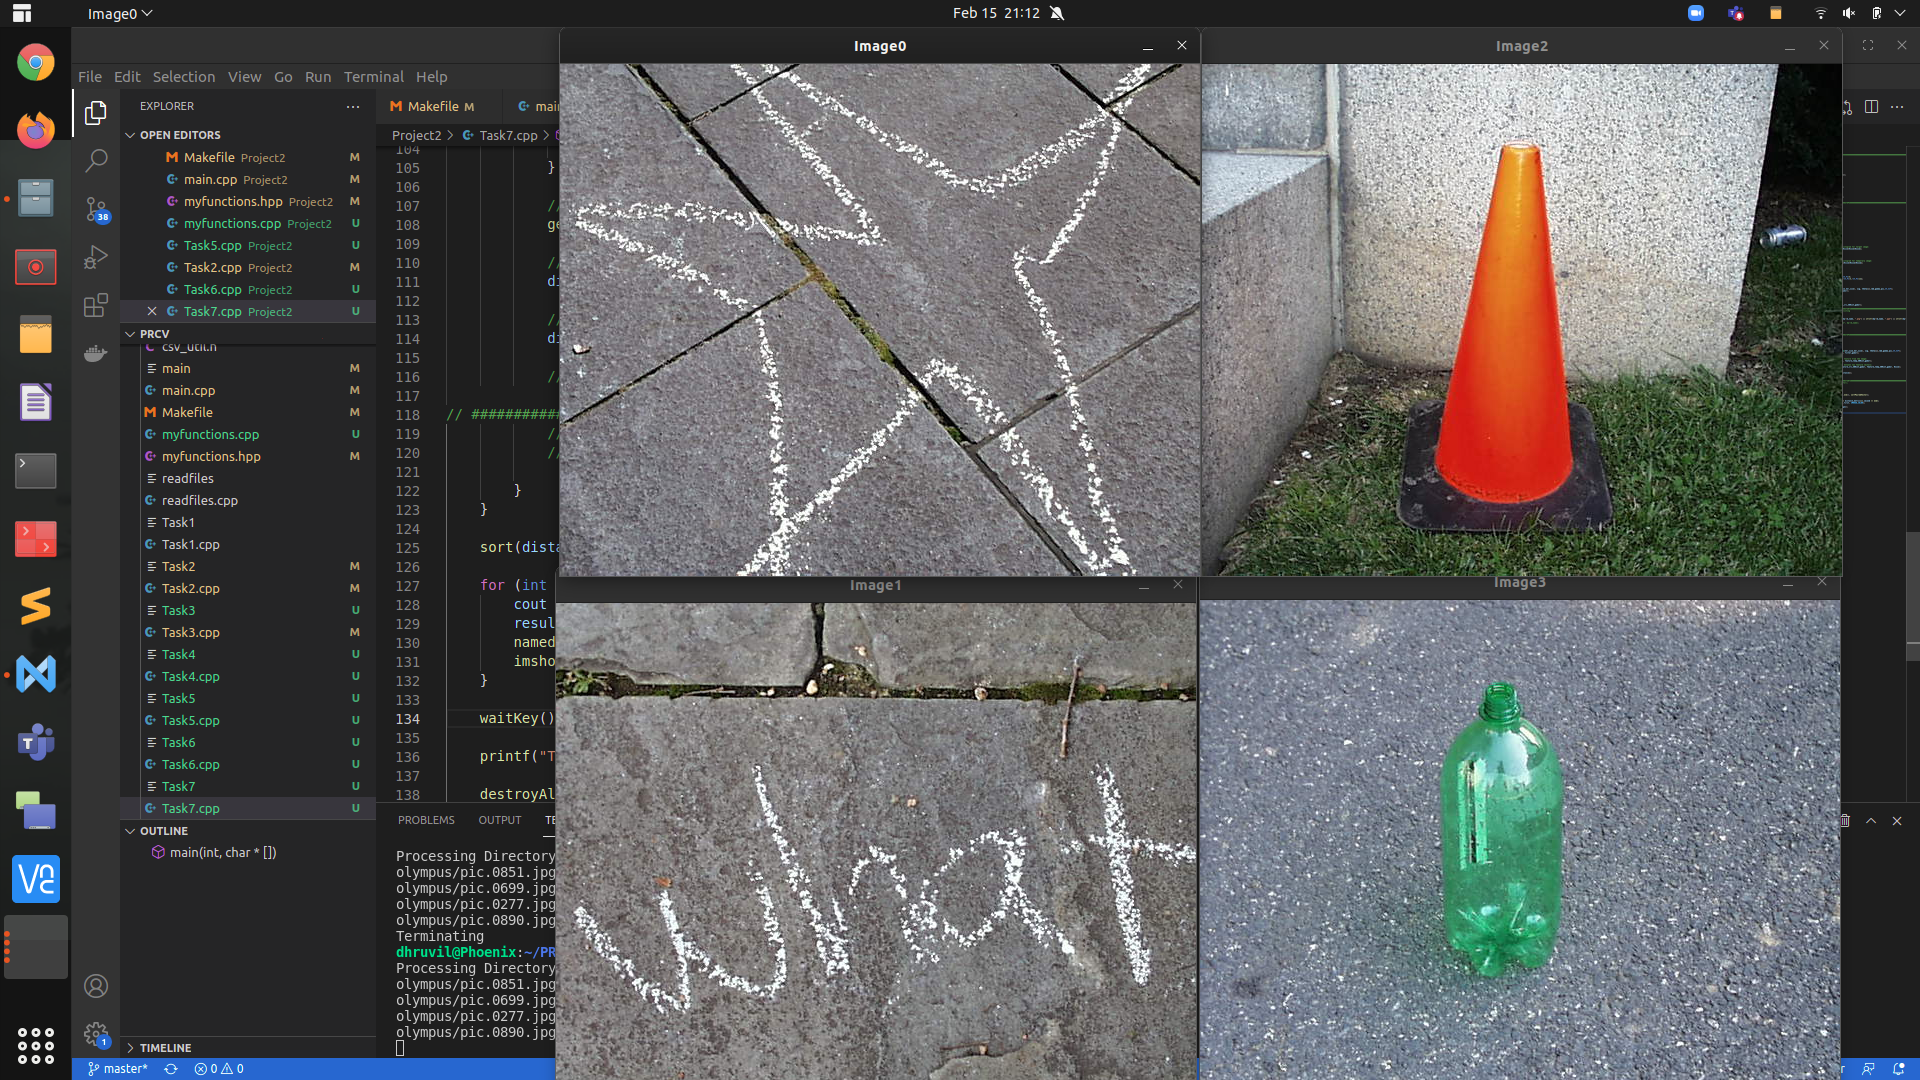 Image0
Feb 15 21:12
File Edit Selection View Go Run Terminal Help
EXPLORER
OPEN EDITORS
Makefile Project2 M
main.cpp Project2 M
myfunctions.hpp Project2 M
myfunctions.cpp Project2 U
Task5.cpp Project2 U
Task2.cpp Project2 M
Task6.cpp Project2 U
Task7.cpp Project2 U
PRCV
csv_util.h
main M
main.cpp M
Makefile M
myfunctions.cpp U
myfunctions.hpp M
readfiles
readfiles.cpp
Task1
Task1.cpp
Task2 M
Task2.cpp M
Task3 U
Task3.cpp M
Task4 U
Task4.cpp U
Task5 U
Task5.cpp U
Task6 U
Task6.cpp U
Task7 U
Task7.cpp U
OUTLINE
main(int, char * [])
TIMELINE
38
1
master* 0 0
Makefile M
main
Project2 > Task7.cpp >
104
105 }
106
107 //
108 ge
109
110 //
111 di
112
113 //
114 di
115
116 //
117
118 // ###########
119 //
120 //
121
122 }
123 }
124
125 sort(dista
126
127 for (int
128 cout
129 resul
130 named
131 imsho
132 }
133
134 waitKey()
135
136 printf("T
137
138 destroyAl
PROBLEMS OUTPUT TE
Processing Directory
olympus/pic.0851.jpg
olympus/pic.0699.jpg
olympus/pic.0277.jpg
olympus/pic.0890.jpg
Terminating
dhruvil@Phoenix:~/PR
Processing Directory
olympus/pic.0851.jpg
olympus/pic.0699.jpg
olympus/pic.0277.jpg
olympus/pic.0890.jpg
Image0
Image2
Image1
Image3
what